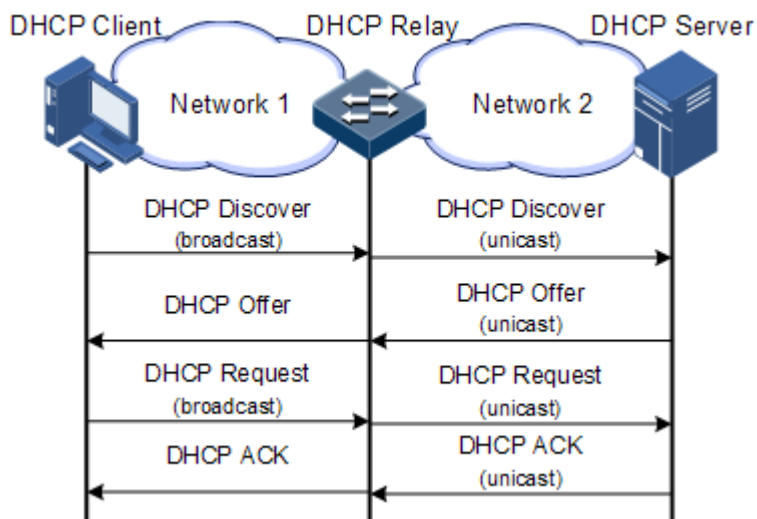 DHCP Client
DHCP Relay
DHCP Server
Network 1
Network 2
DHCP Discover
(broadcast)
DHCP Discover
(unicast)
DHCP Offer
DHCP Offer
(unicast)
DHCP Request
(broadcast)
DHCP Request
(unicast)
DHCP ACK
DHCP ACK
(unicast)